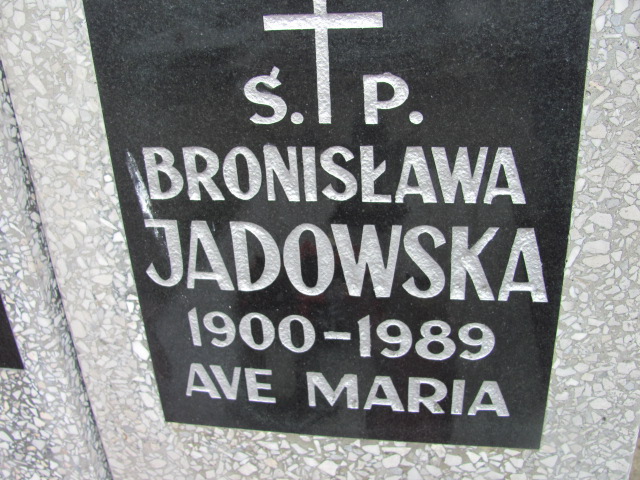 Ś. P.
BRONISŁAWA
JADOWSKA
1900-1989
AVE MARIA